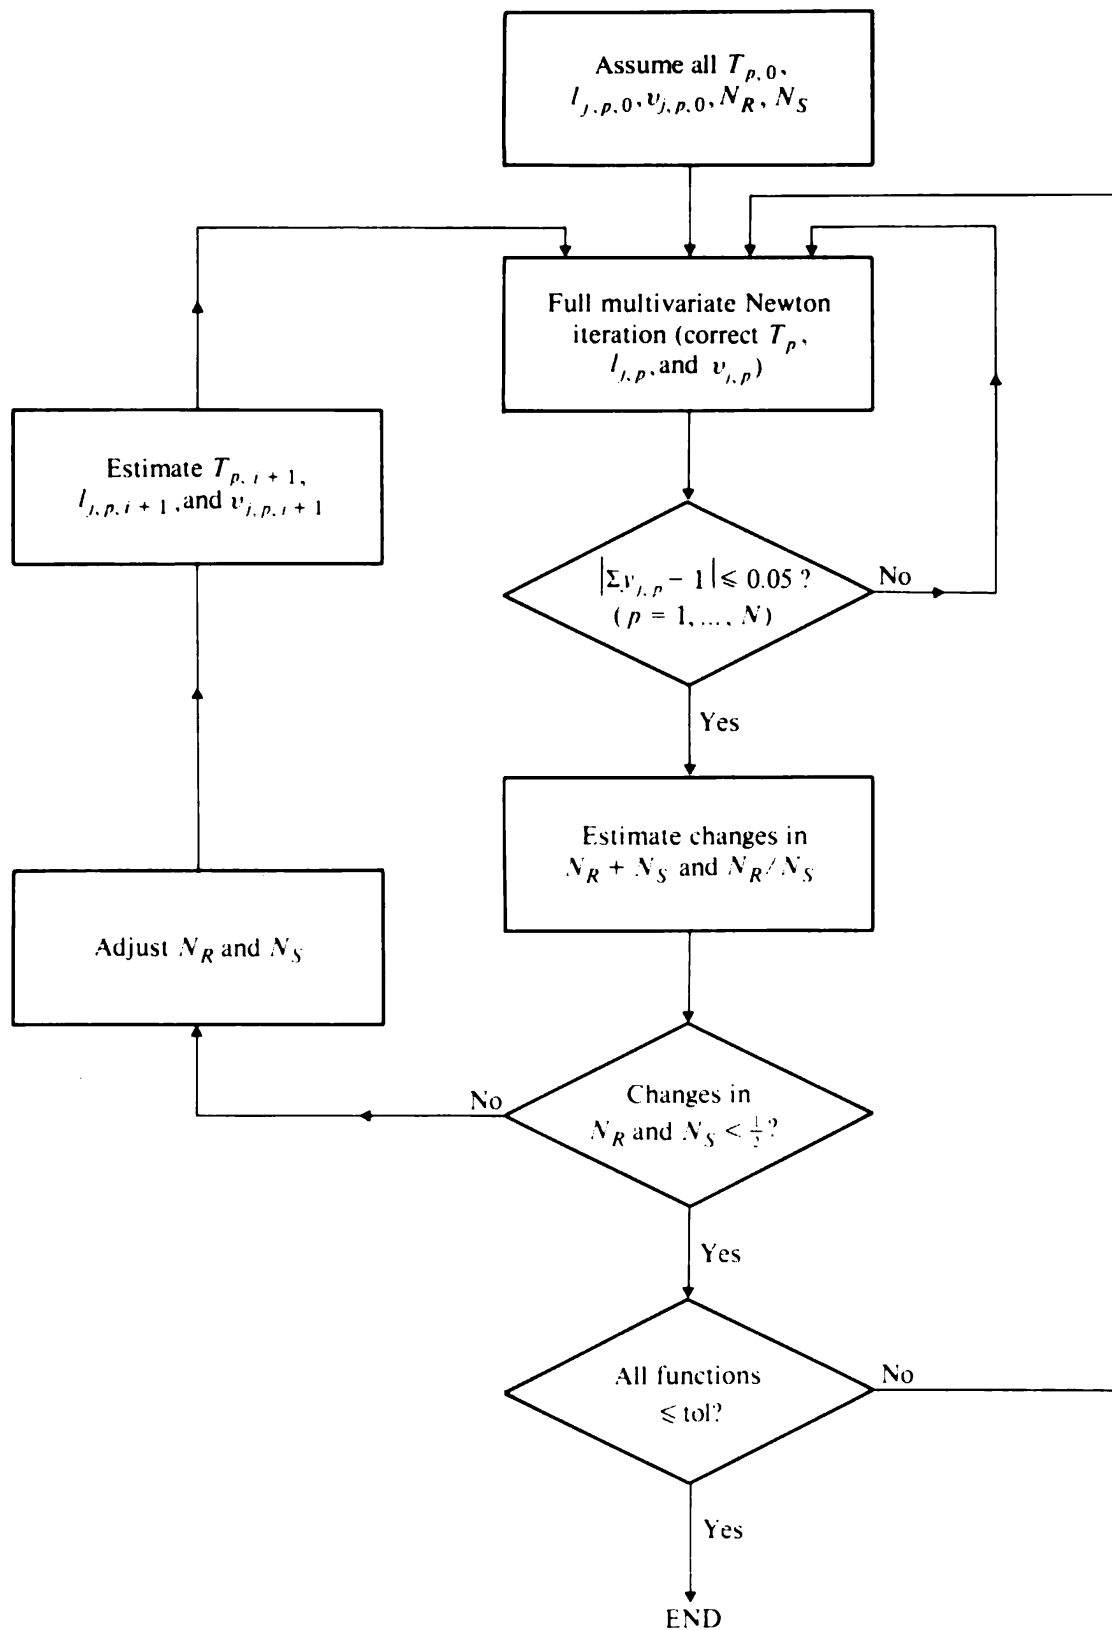 Assume all T_{p,0},
l_{j,p,0}, v_{j,p,0}, N_R, N_S
Full multivariate Newton
iteration (correct T_p,
l_{j,p}, and v_{j,p})
Estimate T_{p,i+1},
l_{j,p,i+1}, and v_{j,p,i+1}
|Σy_{j,p} − 1| ⩽ 0.05 ?
(p = 1, ..., N)
No
Yes
Estimate changes in
N_R + N_S and N_R/N_S
Adjust N_R and N_S
No
Changes in
N_R and N_S < ½?
Yes
All functions
⩽ tol?
No
Yes
END